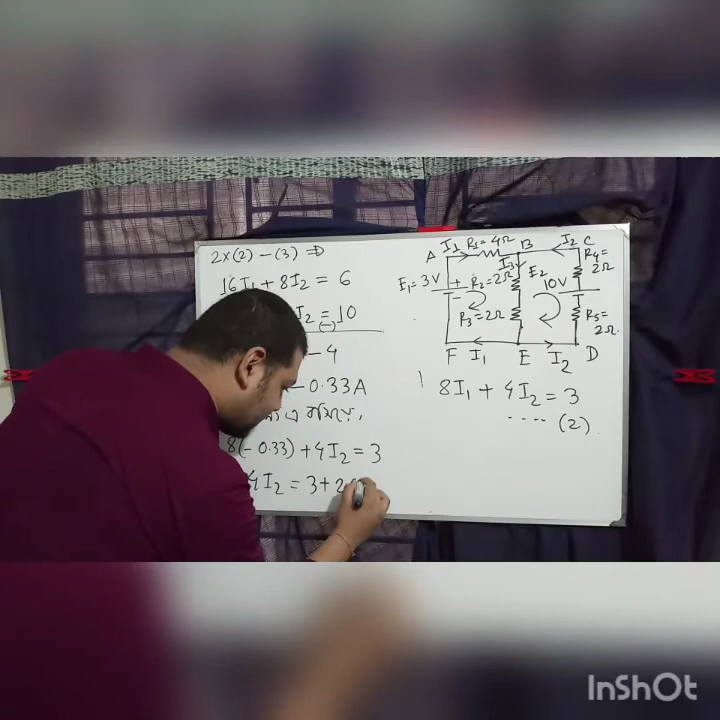 2×(2) - (3) ⇒
16I₁ + 8I₂ = 6
I₂ = 10
(-)
- 4
- 0.33A
8(- 0.33) + 4I₂ = 3
4I₂ = 3 + 2
A I₁ R₁ = 4Ω B I₂ C
I₃ E₂ R₄ = 2Ω
E₁ = 3V + - R₂ = 2Ω 10V
R₃ = 2Ω R₅ = 2Ω
F I₁ E I₂ D
8I₁ + 4I₂ = 3
.... (2)
InShOt